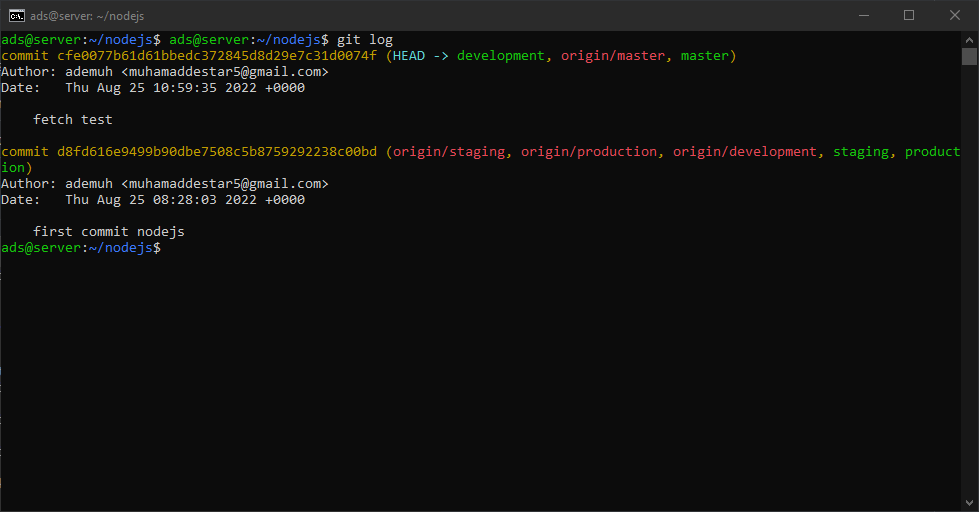 ads@server: ~/nodejs
ads@server:~/nodejs$ ads@server:~/nodejs$ git log
commit cfe0077b61d61bbedc372845d8d29e7c31d0074f (HEAD -> development, origin/master, master)
Author: ademuh <muhamaddestar5@gmail.com>
Date:   Thu Aug 25 10:59:35 2022 +0000
    fetch test
commit d8fd616e9499b90dbe7508c5b8759292238c00bd (origin/staging, origin/production, origin/development, staging, product
ion)
Author: ademuh <muhamaddestar5@gmail.com>
Date:   Thu Aug 25 08:28:03 2022 +0000
    first commit nodejs
ads@server:~/nodejs$